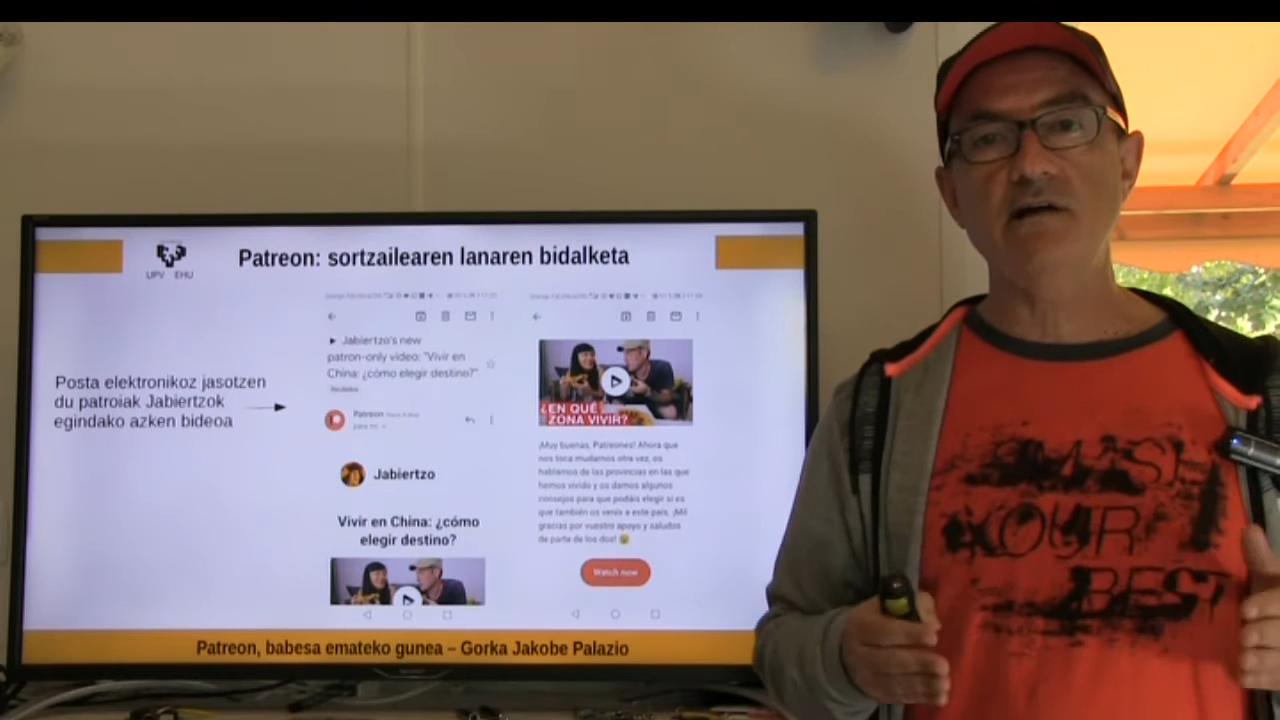 Patreon: sortzailearen lanaren bidalketa
UPV EHU
Posta elektronikoz jasotzen
du patroiak Jabiertzok
egindako azken bideoa
► Jabiertzo's new
patron-only video: "Vivir en
China: ¿cómo elegir destino?"
Recibidos
Patreon
para mí
Jabiertzo
Vivir en China: ¿cómo
elegir destino?
¿EN QUÉ
ZONA VIVIR?
¡Muy buenas, Patreones! Ahora que
nos toca mudarnos otra vez, os
hablamos de las provincias en las que
hemos vivido y os damos algunos
consejos para que podáis elegir si es
que también os venís a este país. ¡Mil
gracias por vuestro apoyo y saludos
de parte de los dos! 😉
Watch now
Patreon, babesa emateko gunea – Gorka Jakobe Palazio
YOUR
BEST